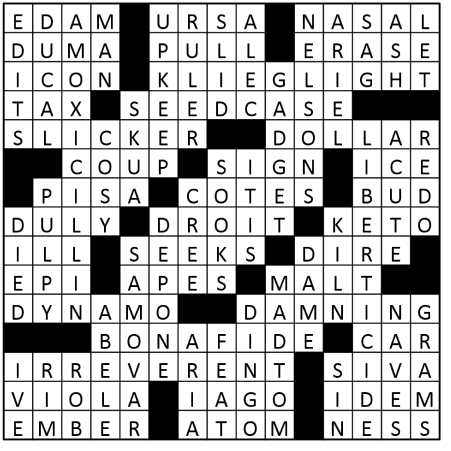 EDAM URSA NASAL
DUMA PULL ERASE
ICON KLIEGLIGHT
TAX SEEDCASE
SLICKER DOLLAR
COUP SIGN ICE
PISA COTES BUD
DULY DROIT KETO
ILL SEEKS DIRE
EPI APES MALT
DYNAMO DAMNING
BONAFIDE CAR
IRREVERENT SIVA
VIOLA IAGO IDEM
EMBER ATOM NESS